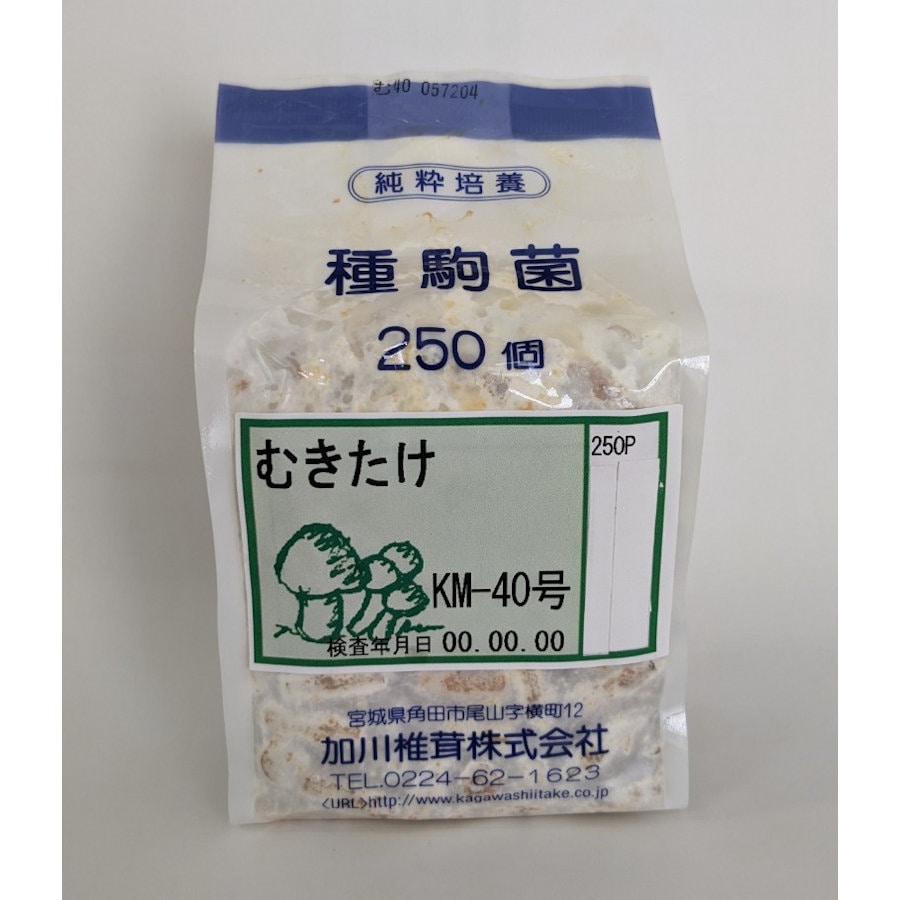 む40 057204
純粋培養
種駒菌
250個
むきたけ
250P
KM-40号
検査年月日 00.00.00
宮城県角田市尾山字横町12
加川椎茸株式会社
TEL.0224-62-1623
<URL>http://www.kagawashiitake.co.jp